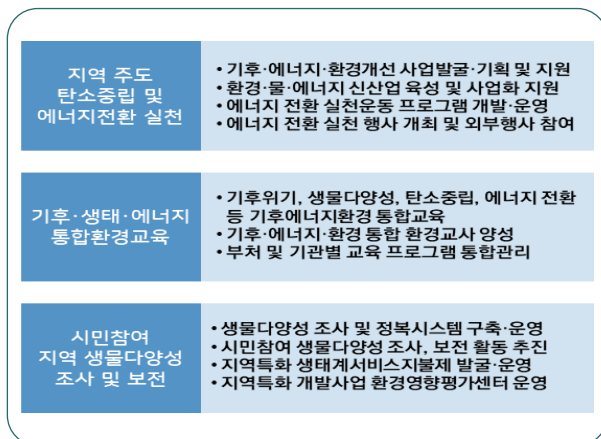 지역 주도
탄소중립 및
에너지전환 실천
• 기후·에너지·환경개선 사업발굴·기획 및 지원
• 환경·물·에너지 신산업 육성 및 사업화 지원
• 에너지 전환 실천운동 프로그램 개발·운영
• 에너지 전환 실천 행사 개최 및 외부행사 참여
기후·생태·에너지
통합환경교육
• 기후위기, 생물다양성, 탄소중립, 에너지 전환
등 기후에너지환경 통합교육
• 기후·에너지·환경 통합 환경교사 양성
• 부처 및 기관별 교육 프로그램 통합관리
시민참여
지역 생물다양성
조사 및 보전
• 생물다양성 조사 및 정복시스템 구축·운영
• 시민참여 생물다양성 조사, 보전 활동 추진
• 지역특화 생태계서비스지불제 발굴·운영
• 지역특화 개발사업 환경영향평가센터 운영